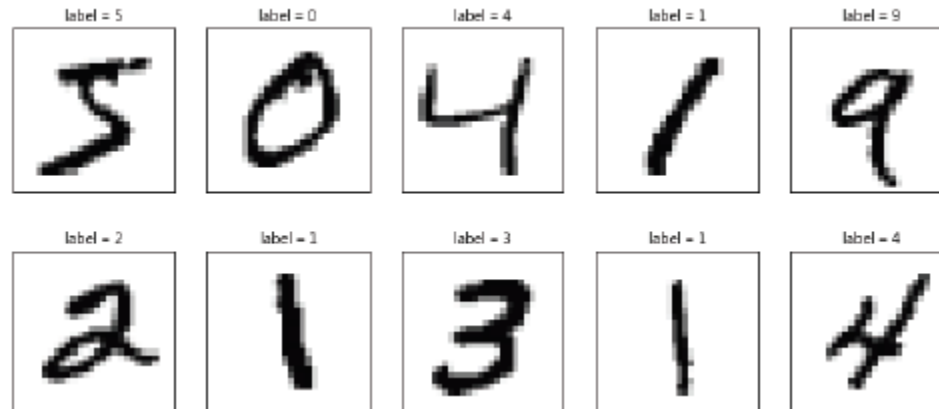 label = 5 label = 0 label = 4 label = 1 label = 9
5 0 4 1 9
label = 2 label = 1 label = 3 label = 1 label = 4
2 1 3 1 4